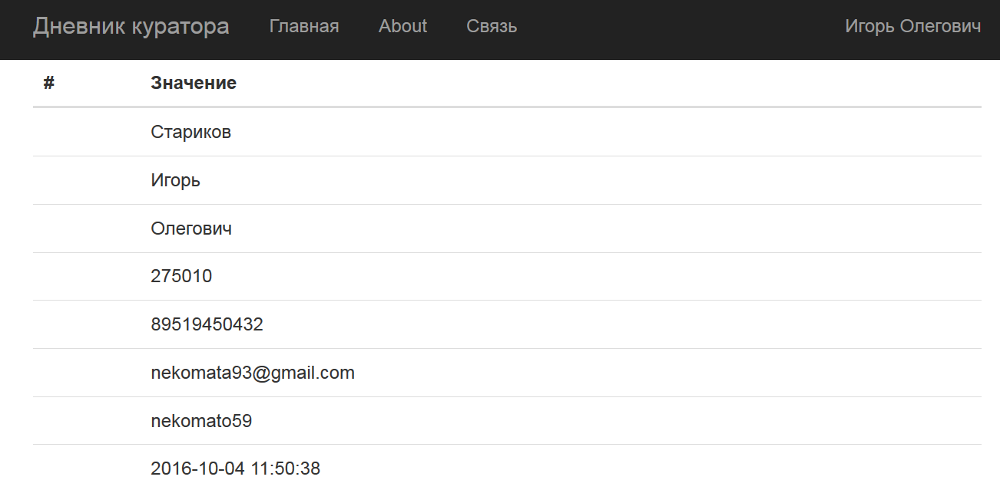 Дневник куратора Главная About Связь Игорь Олегович
# Значение
Стариков
Игорь
Олегович
275010
89519450432
nekomata93@gmail.com
nekomato59
2016-10-04 11:50:38